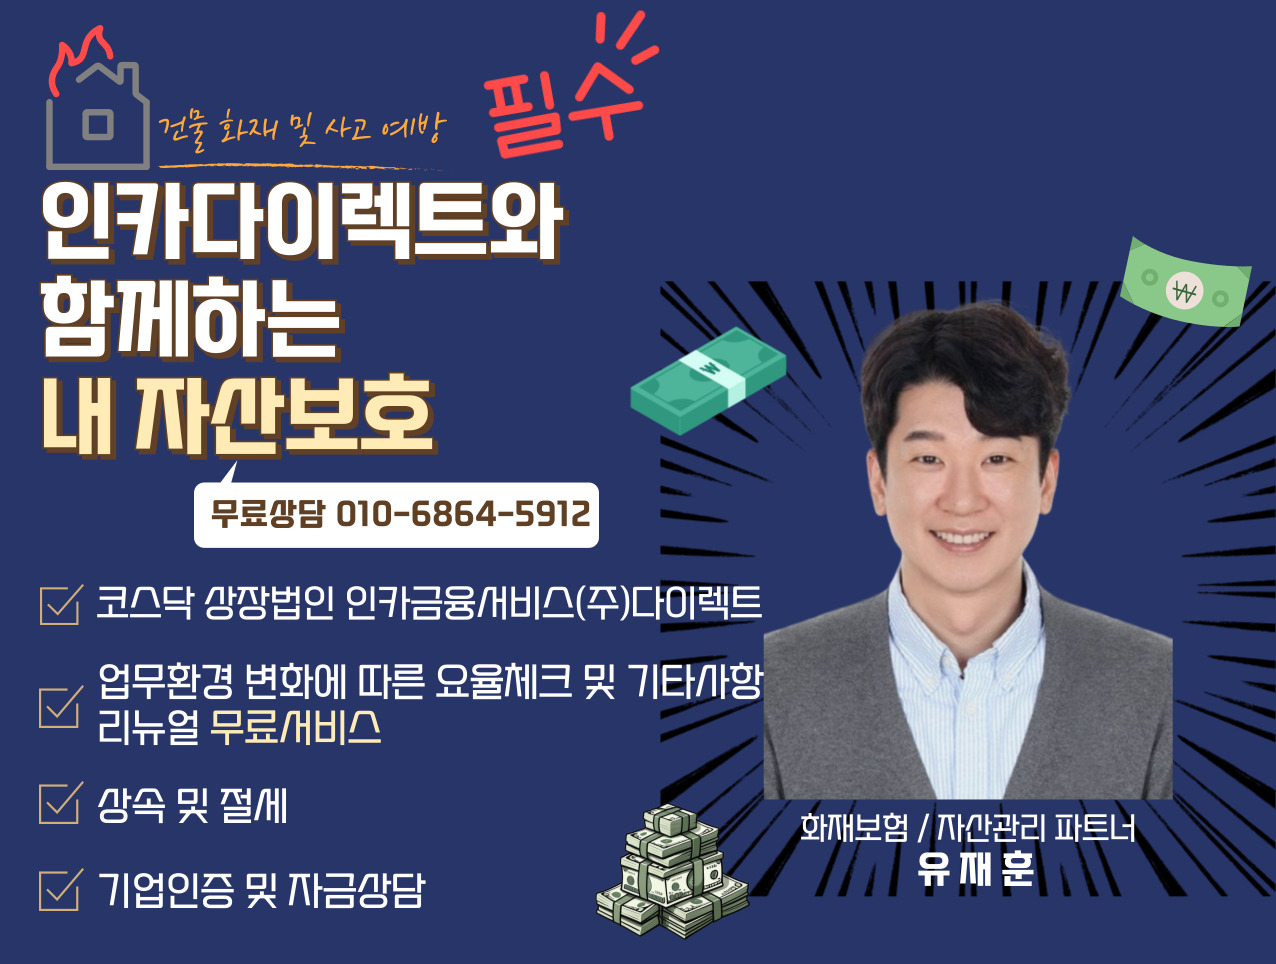 건물 화재 및 사고 예방
필수
인카다이렉트와
함께하는
내 자산보호
무료상담 010-6864-5912
코스닥 상장법인 인카금융서비스(주)다이렉트
업무환경 변화에 따른 요율체크 및 기타사항
리뉴얼 무료서비스
상속 및 절세
기업인증 및 자금상담
화재보험 / 자산관리 파트너
유재훈